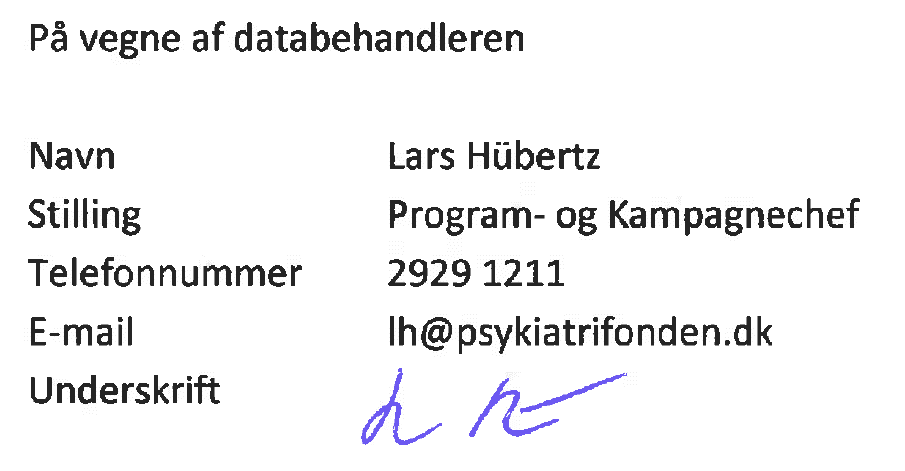 På vegne af databehandleren
Navn Lars Hübertz
Stilling Program- og Kampagnechef
Telefonnummer 2929 1211
E-mail lh@psykiatrifonden.dk
Underskrift